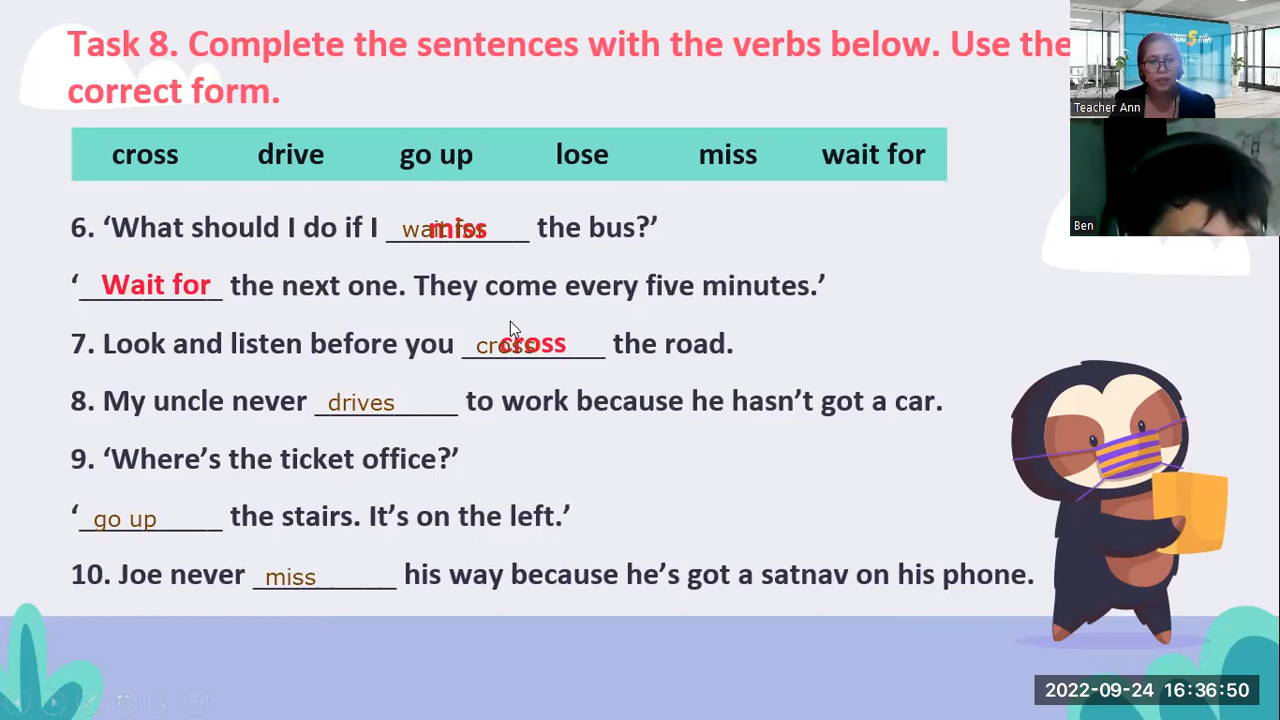 Task 8. Complete the sentences with the verbs below. Use the
correct form.
cross drive go up lose miss wait for
6. ‘What should I do if I wait for miss the bus?’
‘ Wait for the next one. They come every five minutes.’
7. Look and listen before you cross cross the road.
8. My uncle never drives to work because he hasn’t got a car.
9. ‘Where’s the ticket office?’
‘ go up the stairs. It’s on the left.’
10. Joe never miss his way because he’s got a satnav on his phone.
Teacher Ann
Ben
2022-09-24 16:36:50